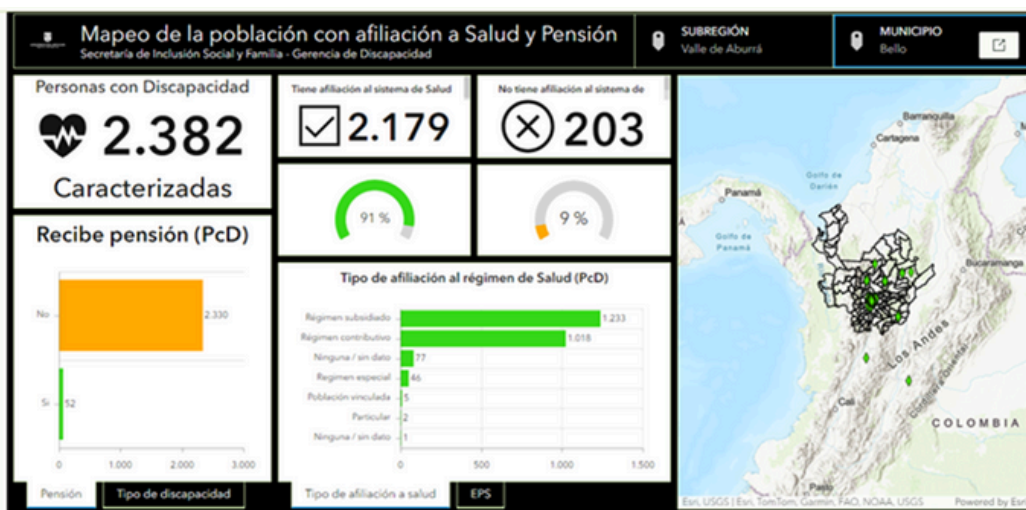 Mapeo de la población con afiliación a Salud y Pensión
Secretaría de Inclusión Social y Familia - Gerencia de Discapacidad
SUBREGIÓN
Valle de Aburrá
MUNICIPIO
Bello
Personas con Discapacidad
2.382
Caracterizadas
Tiene afiliación al sistema de Salud
2.179
No tiene afiliación al sistema de
203
91 %
9 %
Recibe pensión (PcD)
No
2.330
Si
52
0 1.000 2.000 3.000
Pensión
Tipo de discapacidad
Tipo de afiliación al régimen de Salud (PcD)
Régimen subsidiado 1.233
Régimen contributivo 1.018
Ninguna / sin dato 77
Regimen especial 46
Población vinculada 5
Particular 2
Ninguna / sin dato 1
0 500 1.000 1.500
Tipo de afiliación a salud
EPS
Barranquilla
Cartagena
Golfo de
Darién
Panamá
Golfo de
Panamá
Bucaramanga
Los Andes
Cordillera Oriental
Cali
COLOMBIA
Pasto
Esri, USGS | Esri, TomTom, Garmin, FAO, NOAA, USGS
Powered by Esri